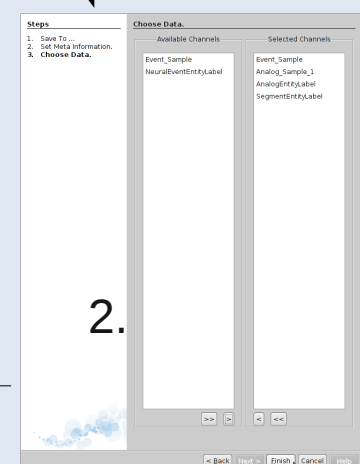 Steps
1. Save To ...
2. Set Meta Information.
3. Choose Data.
Choose Data.
Available Channels
Event_Sample
NeuralEventEntityLabel
Selected Channels
Event_Sample
Analog_Sample_1
AnalogEntityLabel
SegmentEntityLabel
2.
>> >
< <<
< Back Next > Finish Cancel Help